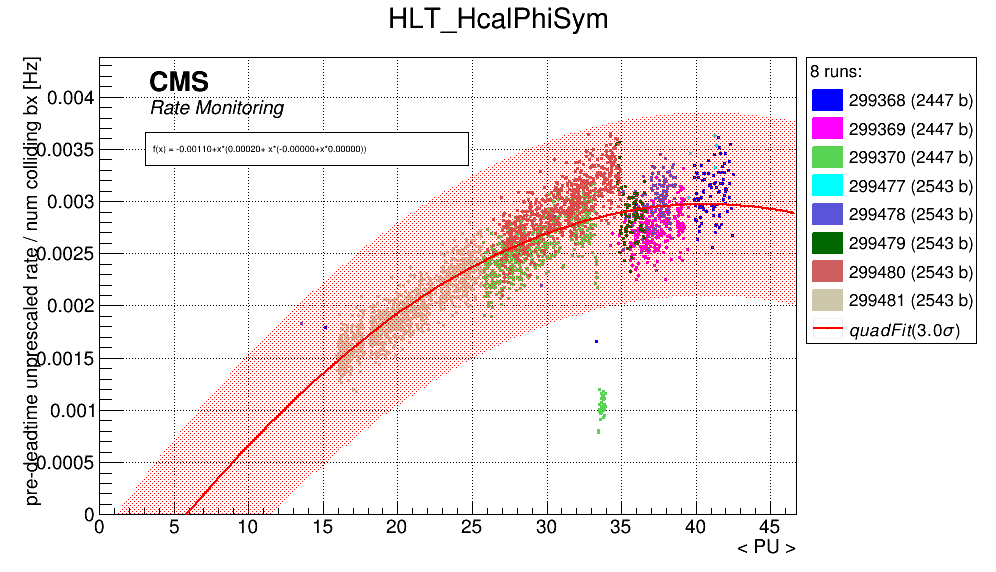 HLT_HcalPhiSym
pre-deadtime unprescaled rate / num colliding bx [Hz]
CMS
Rate Monitoring
f(x) = -0.00110+x*(0.00020+ x*(-0.00000+x*0.00000))
0.004
0.0035
0.003
0.0025
0.002
0.0015
0.001
0.0005
0
0 5 10 15 20 25 30 35 40 45
< PU >
8 runs:
299368 (2447 b)
299369 (2447 b)
299370 (2447 b)
299477 (2543 b)
299478 (2543 b)
299479 (2543 b)
299480 (2543 b)
299481 (2543 b)
quadFit(3.0σ)